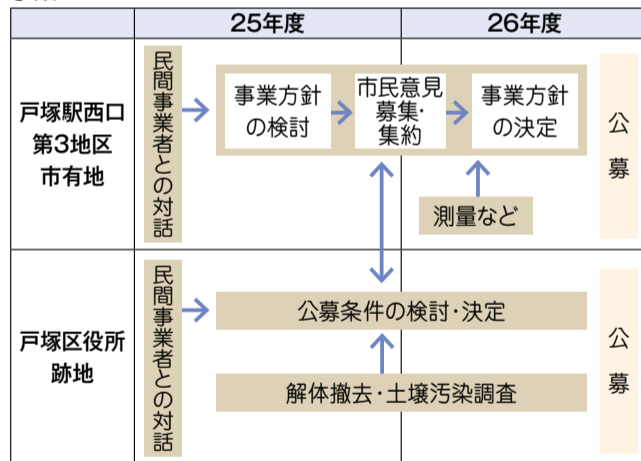 25年度
26年度
戸塚駅西口
第3地区
市有地
民間事業者との対話
事業方針
の検討
市民意見
募集・
集約
事業方針
の決定
測量など
公募
戸塚区役所
跡地
民間事業者との対話
公募条件の検討・決定
解体撤去・土壌汚染調査
公募